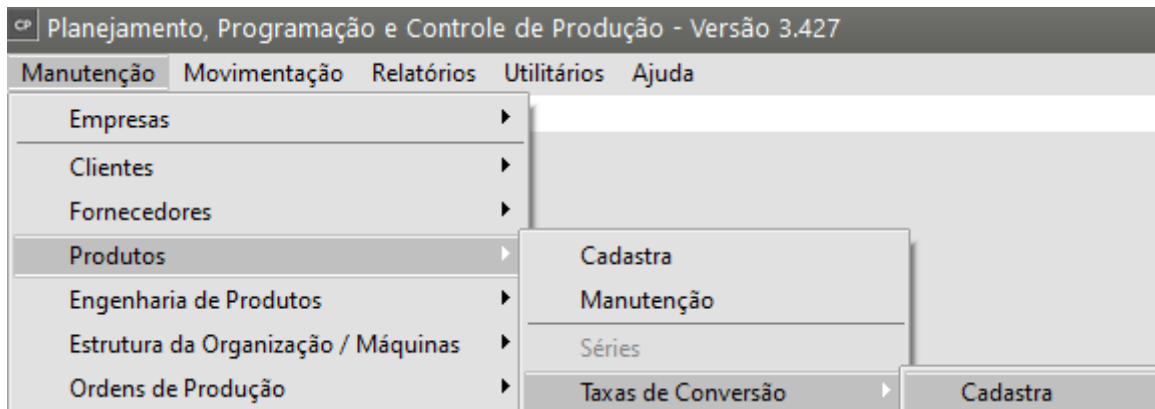 CP Planejamento, Programação e Controle de Produção - Versão 3.427
Manutenção Movimentação Relatórios Utilitários Ajuda
Empresas
Clientes
Fornecedores
Produtos
Cadastra
Engenharia de Produtos
Manutenção
Estrutura da Organização / Máquinas
Séries
Ordens de Produção
Taxas de Conversão
Cadastra